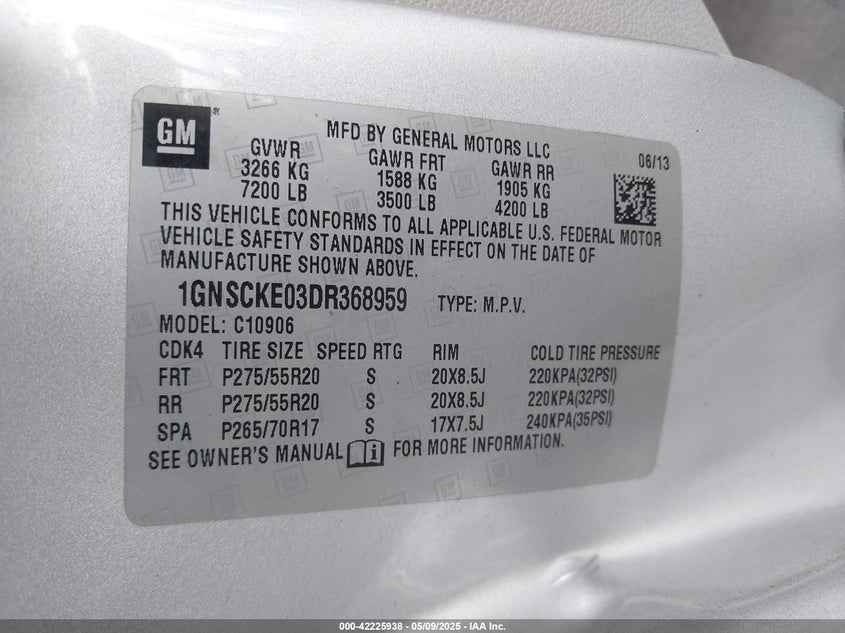 GM®
MFD BY GENERAL MOTORS LLC
06/13
GVWR GAWR FRT GAWR RR
3266 KG 1588 KG 1905 KG
7200 LB 3500 LB 4200 LB
THIS VEHICLE CONFORMS TO ALL APPLICABLE U.S. FEDERAL MOTOR
VEHICLE SAFETY STANDARDS IN EFFECT ON THE DATE OF
MANUFACTURE SHOWN ABOVE.
1GNSCKE03DR368959 TYPE: M.P.V.
MODEL: C10906
CDK4 TIRE SIZE SPEED RTG RIM COLD TIRE PRESSURE
FRT P275/55R20 S 20X8.5J 220KPA(32PSI)
RR P275/55R20 S 20X8.5J 220KPA(32PSI)
SPA P265/70R17 S 17X7.5J 240KPA(35PSI)
SEE OWNER'S MANUAL i FOR MORE INFORMATION.
000-42225938 - 05/09/2025 - IAA Inc.